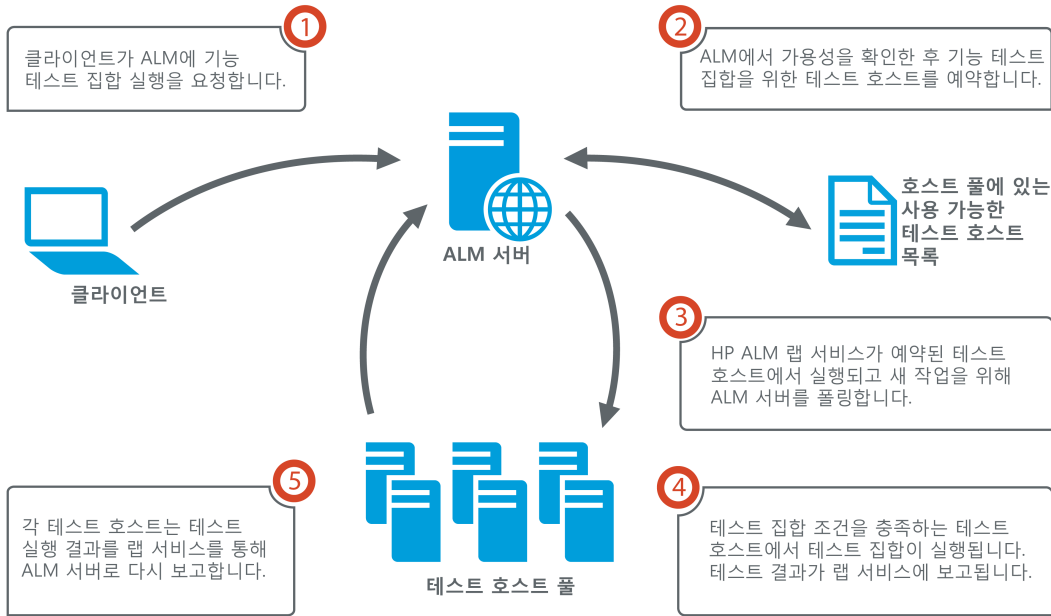 1
클라이언트가 ALM에 기능
테스트 집합 실행을 요청합니다.
2
ALM에서 가용성을 확인한 후 기능 테스트
집합을 위한 테스트 호스트를 예약합니다.
클라이언트
ALM 서버
호스트 풀에 있는
사용 가능한
테스트 호스트
목록
3
HP ALM 랩 서비스가 예약된 테스트
호스트에서 실행되고 새 작업을 위해
ALM 서버를 폴링합니다.
4
테스트 집합 조건을 충족하는 테스트
호스트에서 테스트 집합이 실행됩니다.
테스트 결과가 랩 서비스에 보고됩니다.
5
각 테스트 호스트는 테스트
실행 결과를 랩 서비스를 통해
ALM 서버로 다시 보고합니다.
테스트 호스트 풀